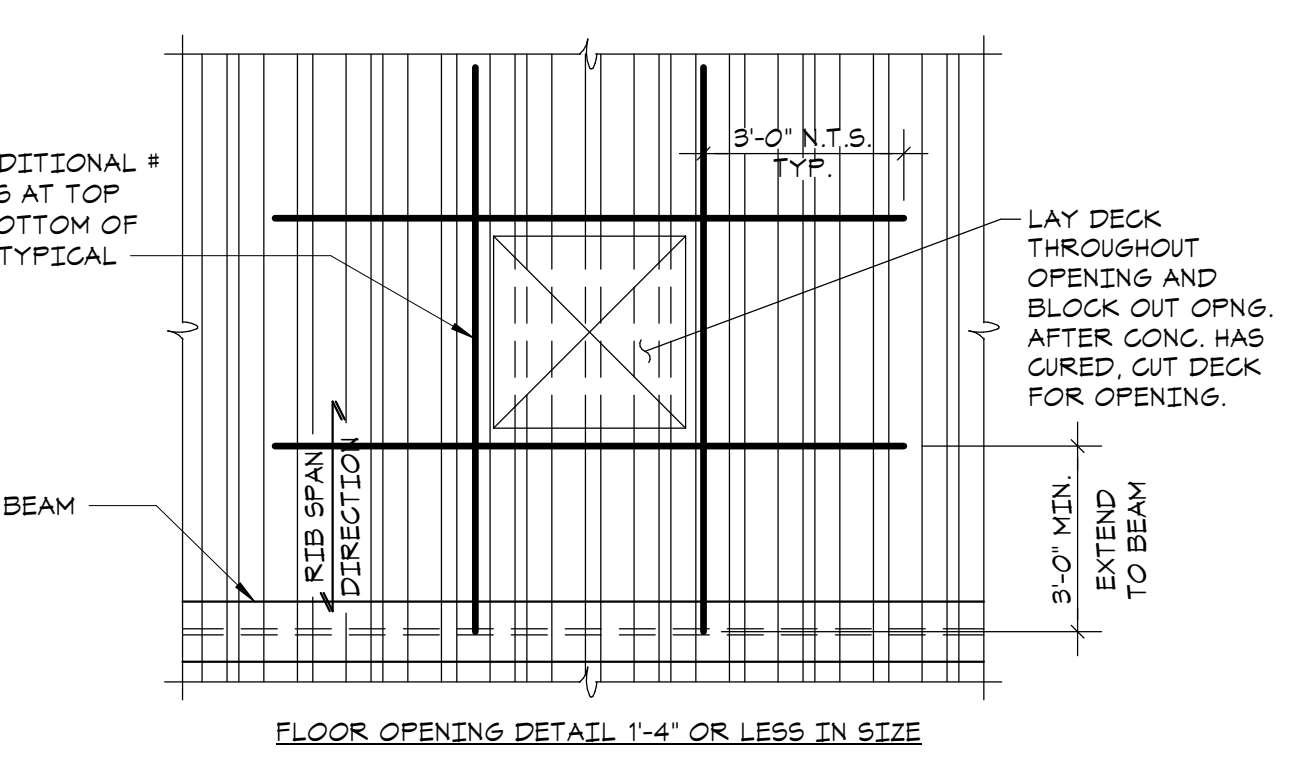 3'-0" N.T.S.
TYP.
DITIONAL #
AT TOP
OTTOM OF
TYPICAL
LAY DECK
THROUGHOUT
OPENING AND
BLOCK OUT OPNG.
AFTER CONC. HAS
CURED, CUT DECK
FOR OPENING.
RIB SPAN
DIRECTION
BEAM
3'-0" MIN.
EXTEND
TO BEAM
FLOOR OPENING DETAIL 1'-4" OR LESS IN SIZE